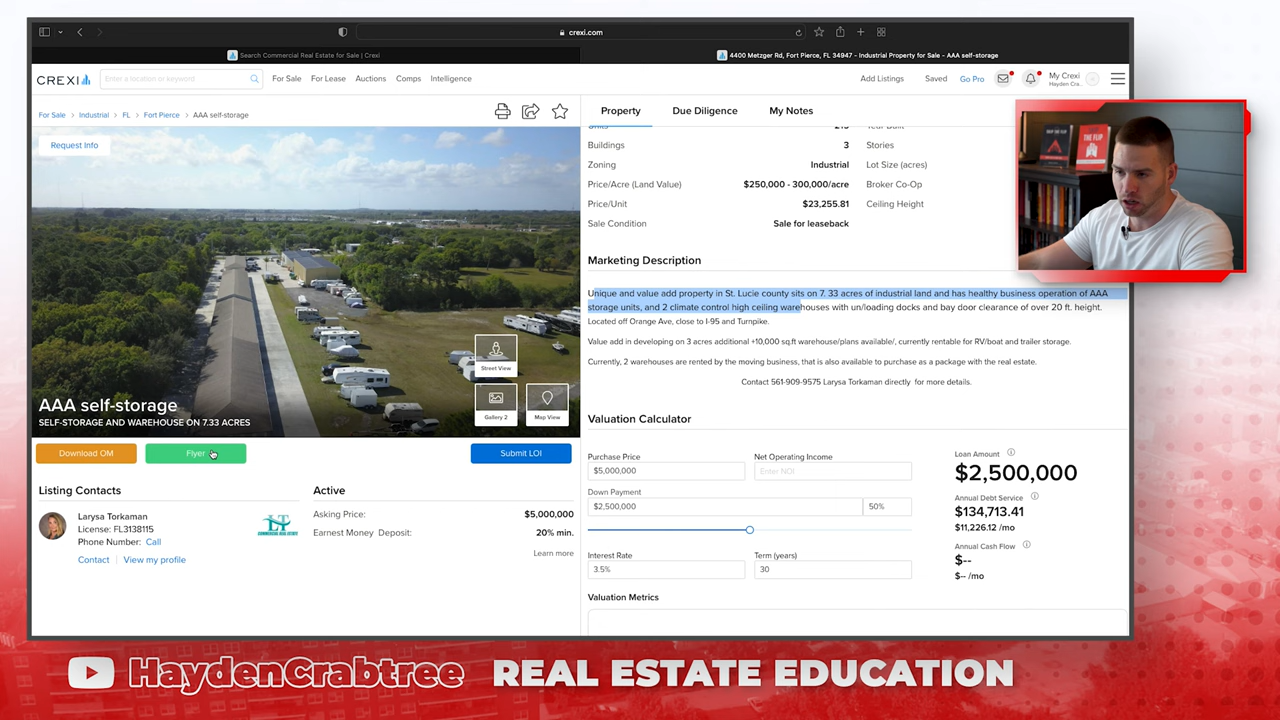 crexi.com
Search Commercial Real Estate for Sale | Crexi
4400 Metzger Rd, Fort Pierce, FL 34947 - Industrial Property for Sale - AAA self-storage
CREXI
Enter a location or keyword
For Sale
For Lease
Auctions
Comps
Intelligence
Add Listings
Saved
Go Pro
My Crexi
Hayden Cra...
For Sale > Industrial > FL > Fort Pierce > AAA self-storage
Request Info
Street View
Gallery 2
Map View
AAA self-storage
SELF-STORAGE AND WAREHOUSE ON 7.33 ACRES
Download OM
Flyer
Submit LOI
Listing Contacts
Larysa Torkaman
License: FL3138115
Phone Number: Call
Contact
View my profile
LT
COMMERCIAL REAL ESTATE
Active
Asking Price: $5,000,000
Earnest Money Deposit: 20% min.
Learn more
Property
Due Diligence
My Notes
Buildings 3
Stories
Zoning Industrial
Lot Size (acres)
Price/Acre (Land Value) $250,000 - 300,000/acre
Broker Co-Op
Price/Unit $23,255.81
Ceiling Height
Sale Condition Sale for leaseback
Marketing Description
Unique and value add property in St. Lucie county sits on 7. 33 acres of industrial land and has healthy business operation of AAA
storage units, and 2 climate control high ceiling warehouses with un/loading docks and bay door clearance of over 20 ft. height.
Located off Orange Ave, close to I-95 and Turnpike.
Value add in developing on 3 acres additional +10,000 sq.ft warehouse/plans available/, currently rentable for RV/boat and trailer storage.
Currently, 2 warehouses are rented by the moving business, that is also available to purchase as a package with the real estate.
Contact 561-909-9575 Larysa Torkaman directly for more details.
Valuation Calculator
Purchase Price
$5,000,000
Net Operating Income
Enter NOI
Down Payment
$2,500,000
50%
Interest Rate
3.5%
Term (years)
30
Loan Amount
$2,500,000
Annual Debt Service
$134,713.41
$11,226.12 /mo
Annual Cash Flow
$--
$-- /mo
Valuation Metrics
THE FLIP
HaydenCrabtree
REAL ESTATE EDUCATION